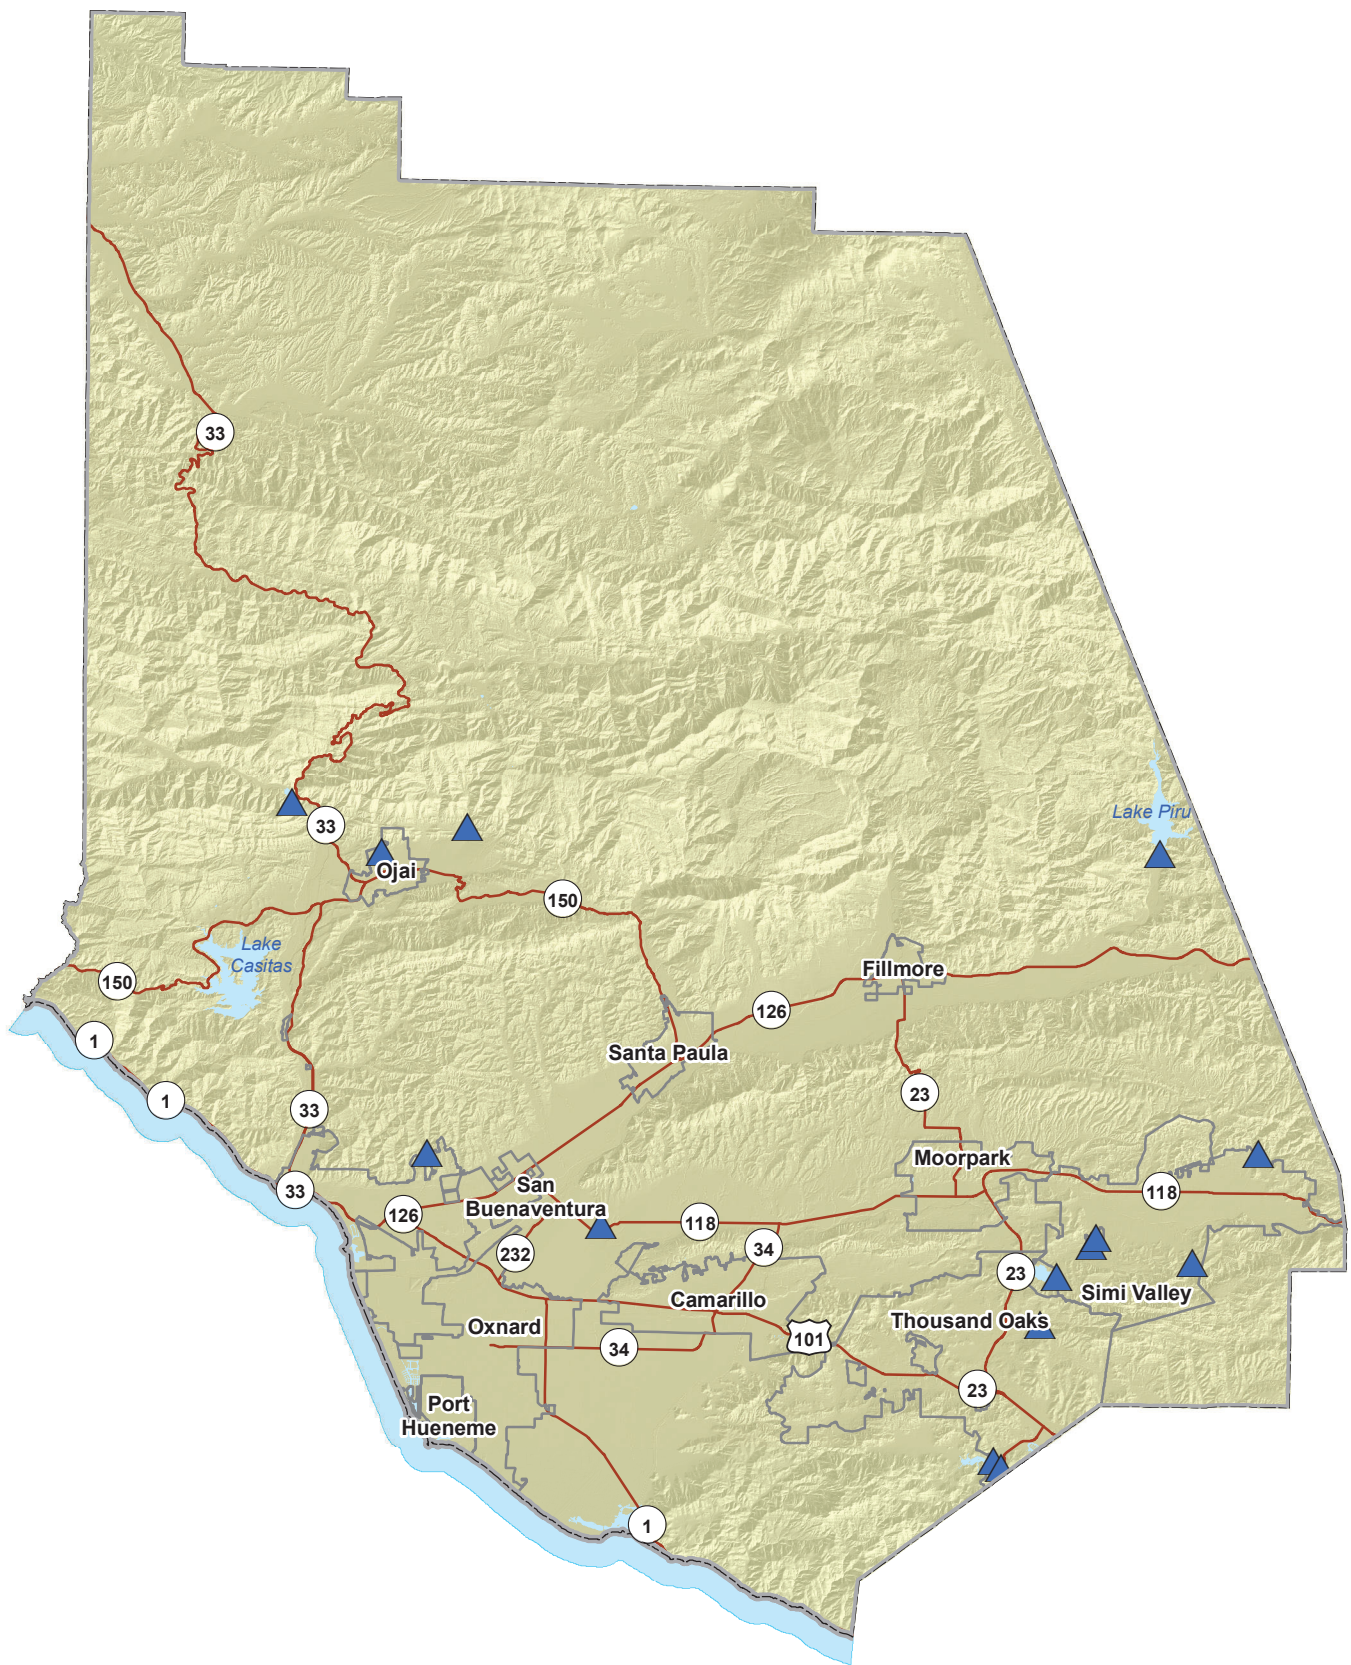 33
Lake Piru
33
Ojai
150
Lake
Casitas
150
Fillmore
126
1
Santa Paula
23
1
33
Moorpark
San
Buenaventura
33
118
126
118
34
232
23
Simi Valley
Camarillo
Thousand Oaks
Oxnard
101
34
23
Port
Hueneme
1